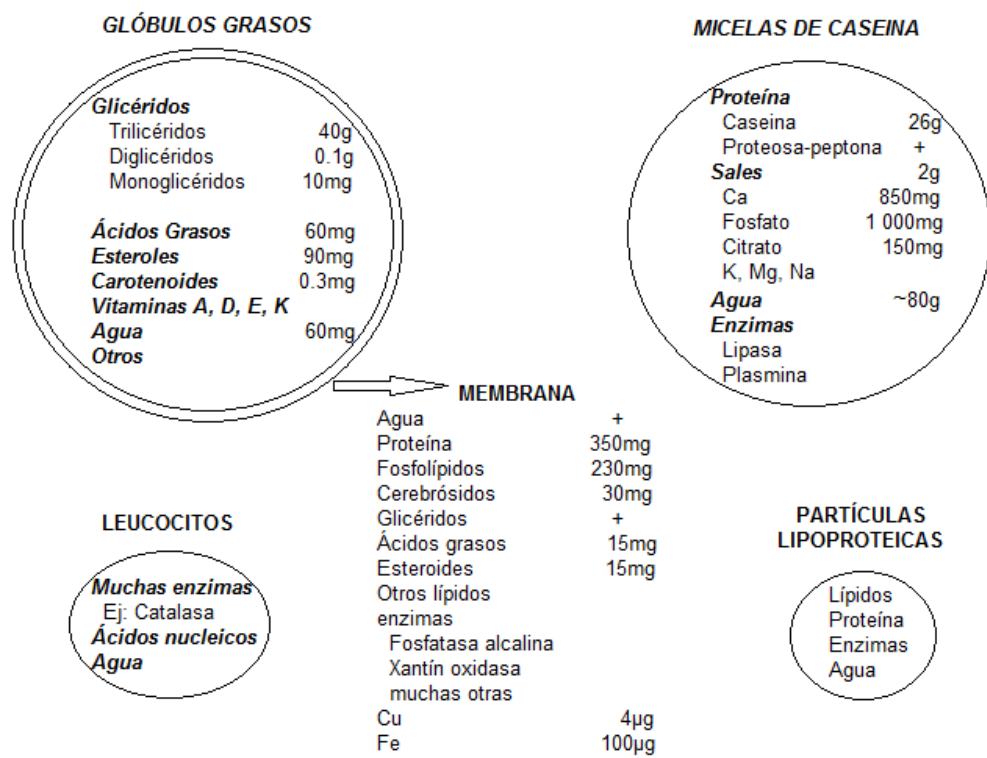 GLÓBULOS GRASOS
Glicéridos
Trilicéridos 40g
Diglicéridos 0.1g
Monoglicéridos 10mg
Ácidos Grasos 60mg
Esteroles 90mg
Carotenoides 0.3mg
Vitaminas A, D, E, K
Agua 60mg
Otros
MICELAS DE CASEINA
Proteína
Caseina 26g
Proteosa-peptona +
Sales 2g
Ca 850mg
Fosfato 1 000mg
Citrato 150mg
K, Mg, Na
Agua ~80g
Enzimas
Lipasa
Plasmina
MEMBRANA
Agua +
Proteína 350mg
Fosfolípidos 230mg
Cerebrósidos 30mg
Glicéridos +
Ácidos grasos 15mg
Esteroides 15mg
Otros lípidos
enzimas
Fosfatasa alcalina
Xantín oxidasa
muchas otras
Cu 4µg
Fe 100µg
LEUCOCITOS
Muchas enzimas
Ej: Catalasa
Ácidos nucleicos
Agua
PARTÍCULAS
LIPOPROTEICAS
Lípidos
Proteína
Enzimas
Agua